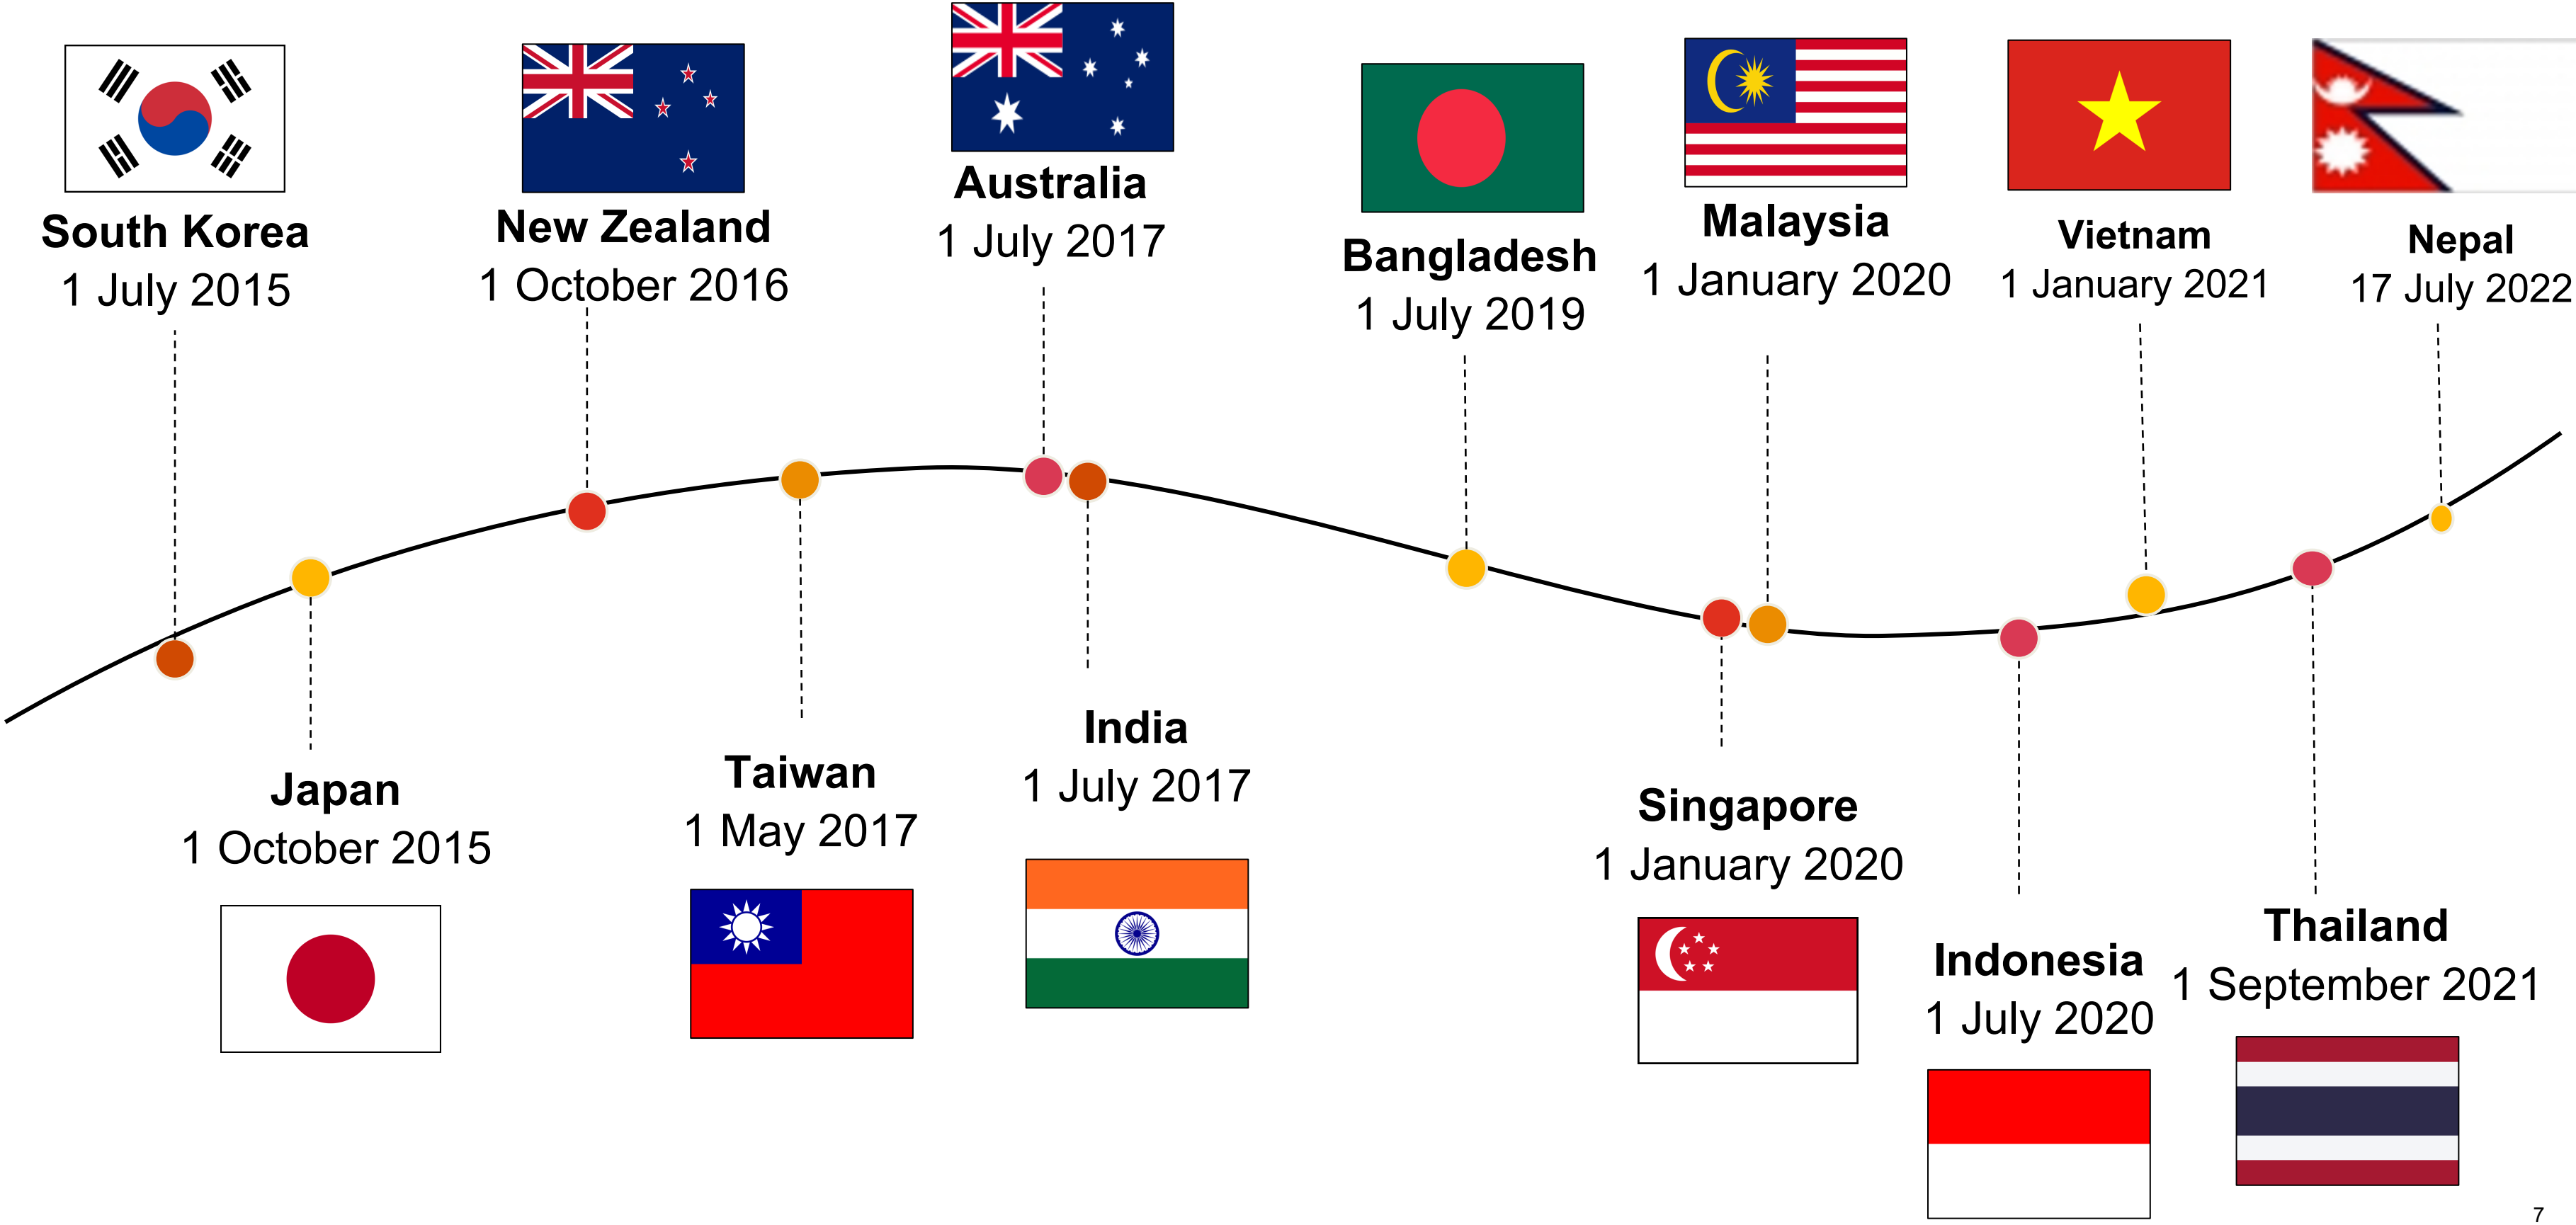 South Korea
1 July 2015
New Zealand
1 October 2016
Australia
1 July 2017
Bangladesh
1 July 2019
Malaysia
1 January 2020
Vietnam
1 January 2021
Nepal
17 July 2022
Japan
1 October 2015
Taiwan
1 May 2017
India
1 July 2017
Singapore
1 January 2020
Indonesia
1 July 2020
Thailand
1 September 2021
7